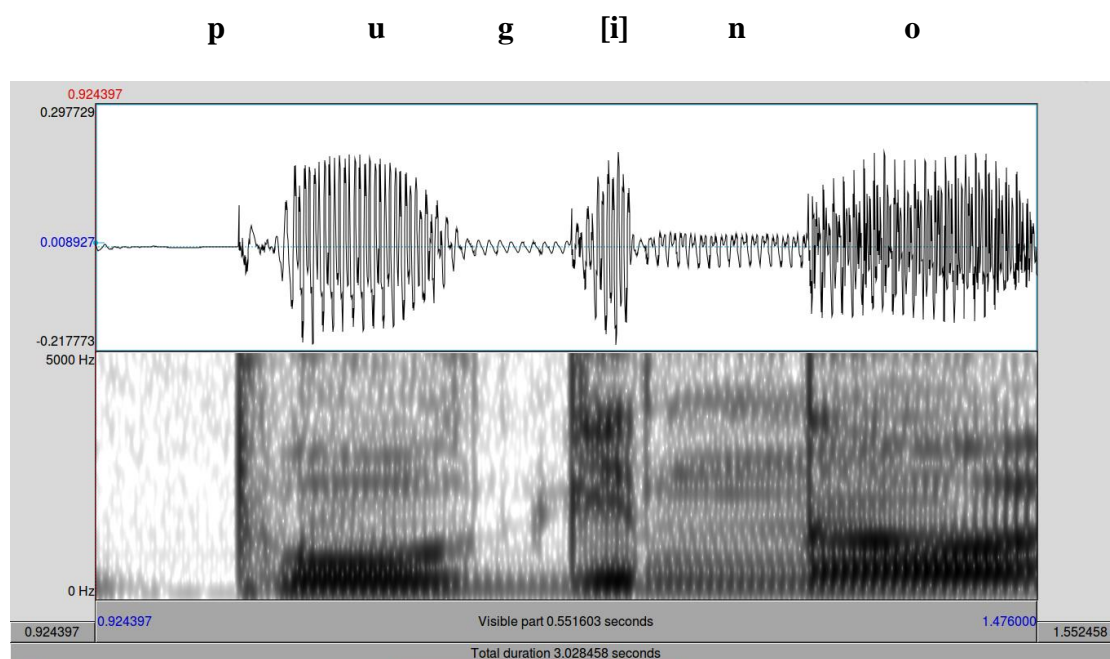 p u g [i] n o
0.924397
0.297729
0.008927
-0.217773
5000 Hz
0 Hz
0.924397 Visible part 0.551603 seconds 1.476000
0.924397 1.552458
Total duration 3.028458 seconds